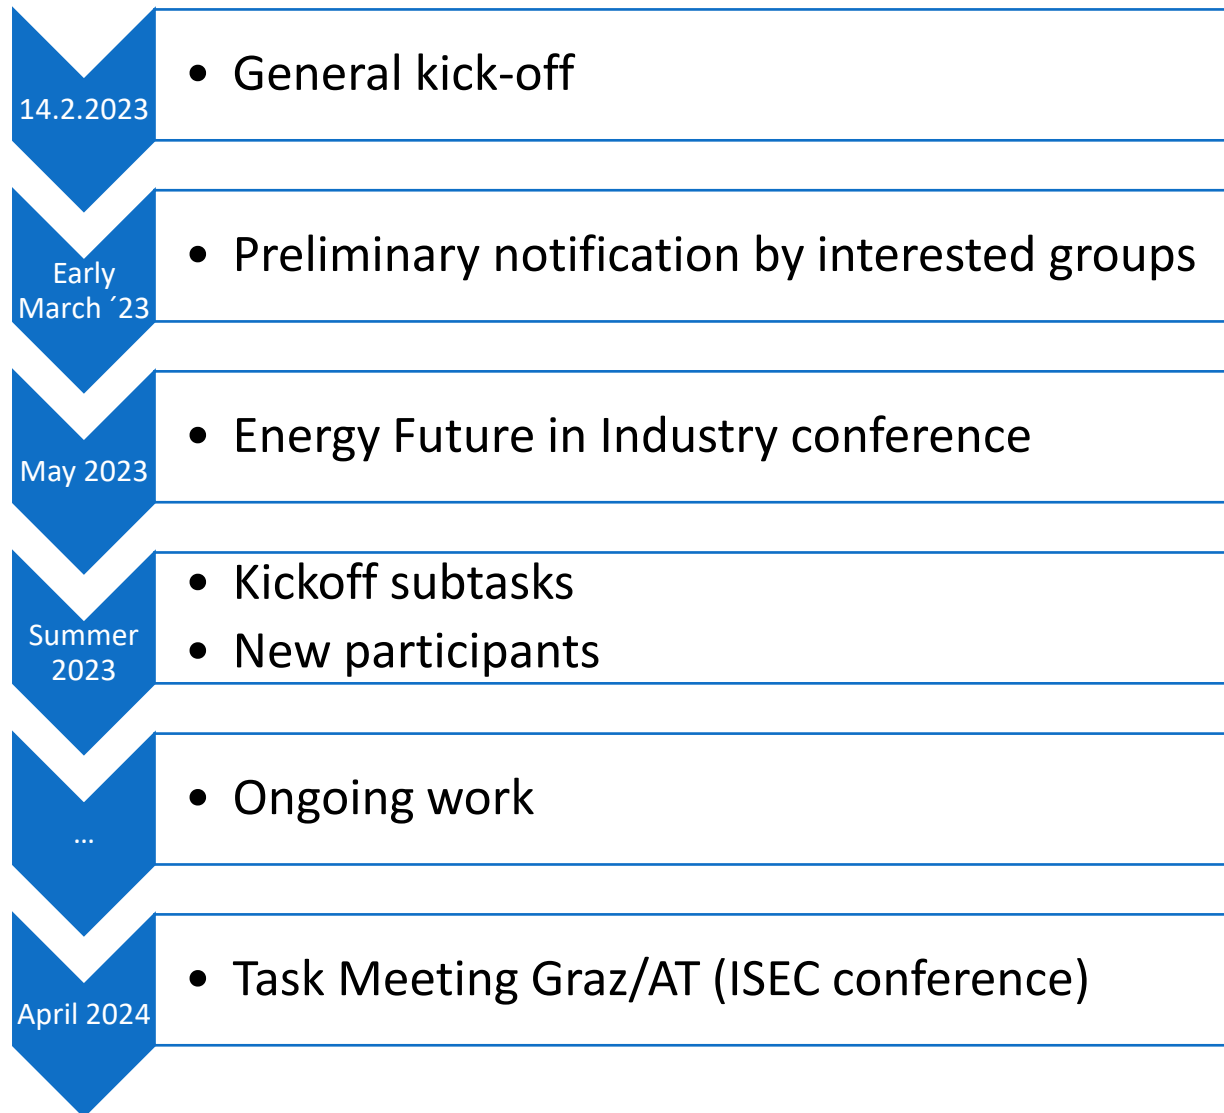 14.2.2023
• General kick-off
Early
March ´23
• Preliminary notification by interested groups
May 2023
• Energy Future in Industry conference
Summer
2023
• Kickoff subtasks
• New participants
...
• Ongoing work
April 2024
• Task Meeting Graz/AT (ISEC conference)